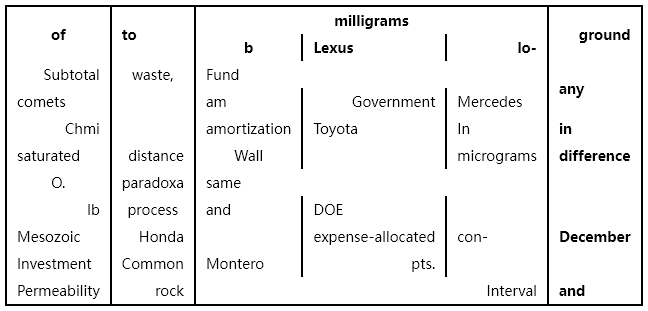 of to milligrams ground
b Lexus lo-
Subtotal waste, Fund
comets am Government Mercedes any
Chmi amortization Toyota In in
saturated distance Wall micrograms difference
O. paradoxa same
lb process and DOE
Mesozoic Honda expense-allocated con- December
Investment Common Montero pts.
Permeability rock Interval and